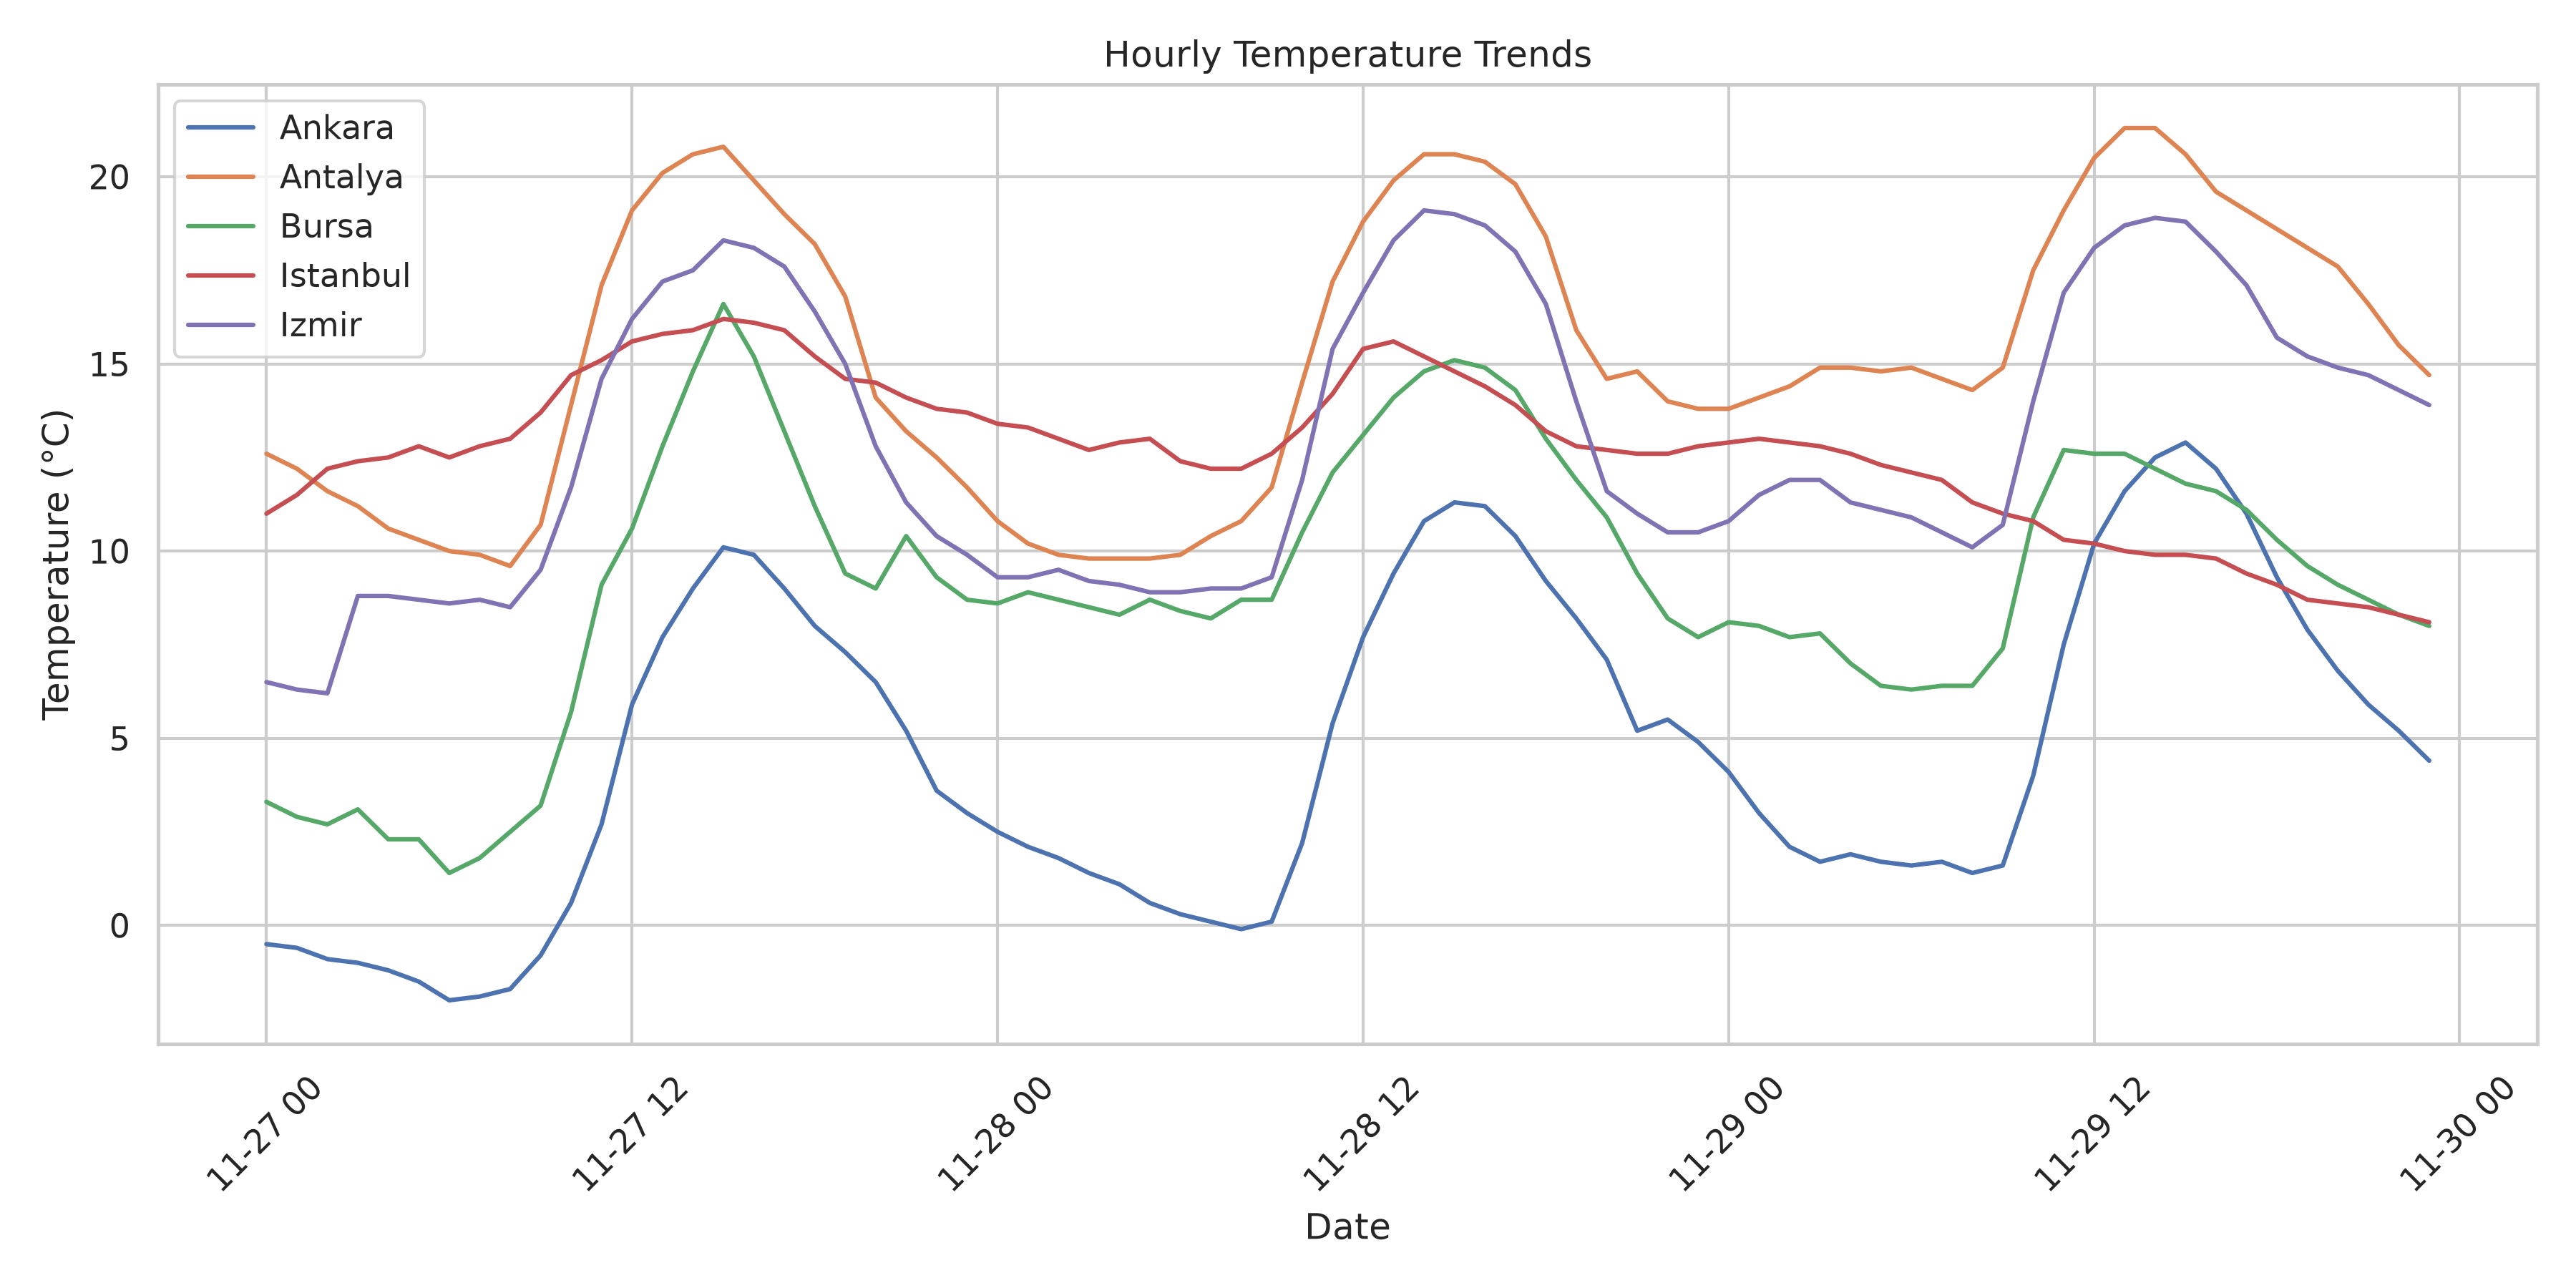 Hourly Temperature Trends
Ankara
Antalya
Bursa
Istanbul
Izmir
Temperature (°C)
20
15
10
5
0
11-27 00
11-27 12
11-28 00
11-28 12
11-29 00
11-29 12
11-30 00
Date